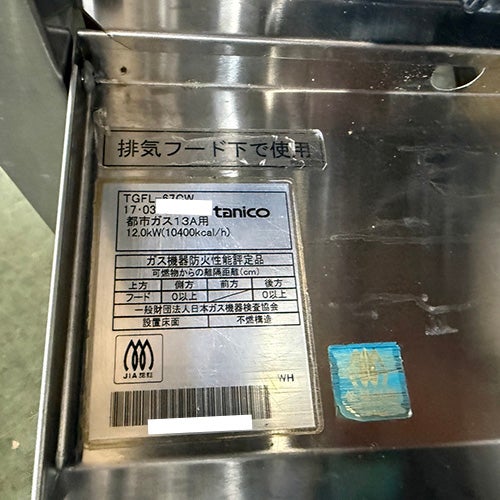 排気フード下で使用
TGFL-67CW
17・03
tanico
都市ガス13A用
12.0kW(10400kcal/h)
ガス機器防火性能評定品
可燃物からの離隔距離(cm)
上方 側方 前方 後方
フード 0以上 0以上
一般財団法人日本ガス機器検査協会
設置床面 不燃構造
JIA
WH